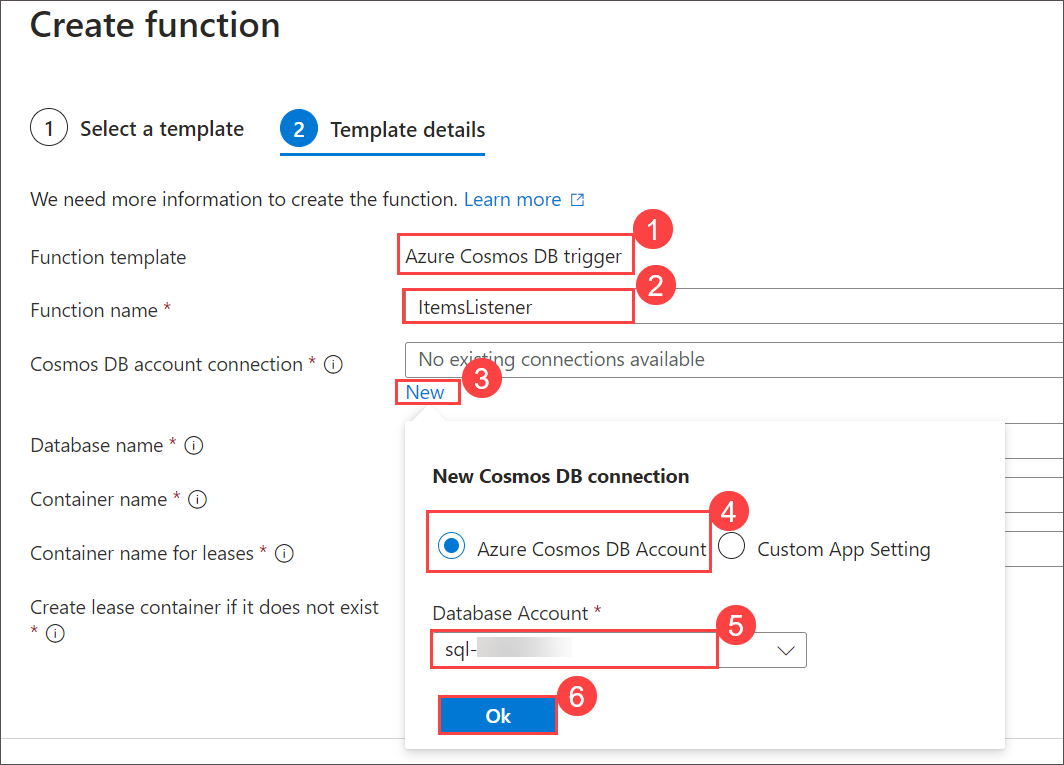 Create function
1 Select a template 2 Template details
We need more information to create the function. Learn more
Function template Azure Cosmos DB trigger 1
Function name * ItemsListener 2
Cosmos DB account connection * No existing connections available
New 3
Database name *
Container name *
Container name for leases *
Create lease container if it does not exist
*
New Cosmos DB connection
Azure Cosmos DB Account 4 Custom App Setting
Database Account *
sql- 5
Ok 6